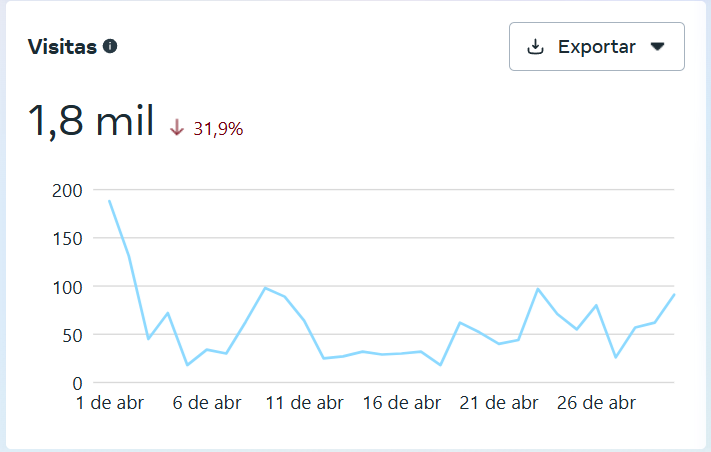 Visitas
Exportar
1,8 mil 31,9%
200
150
100
50
0
1 de abr 6 de abr 11 de abr 16 de abr 21 de abr 26 de abr